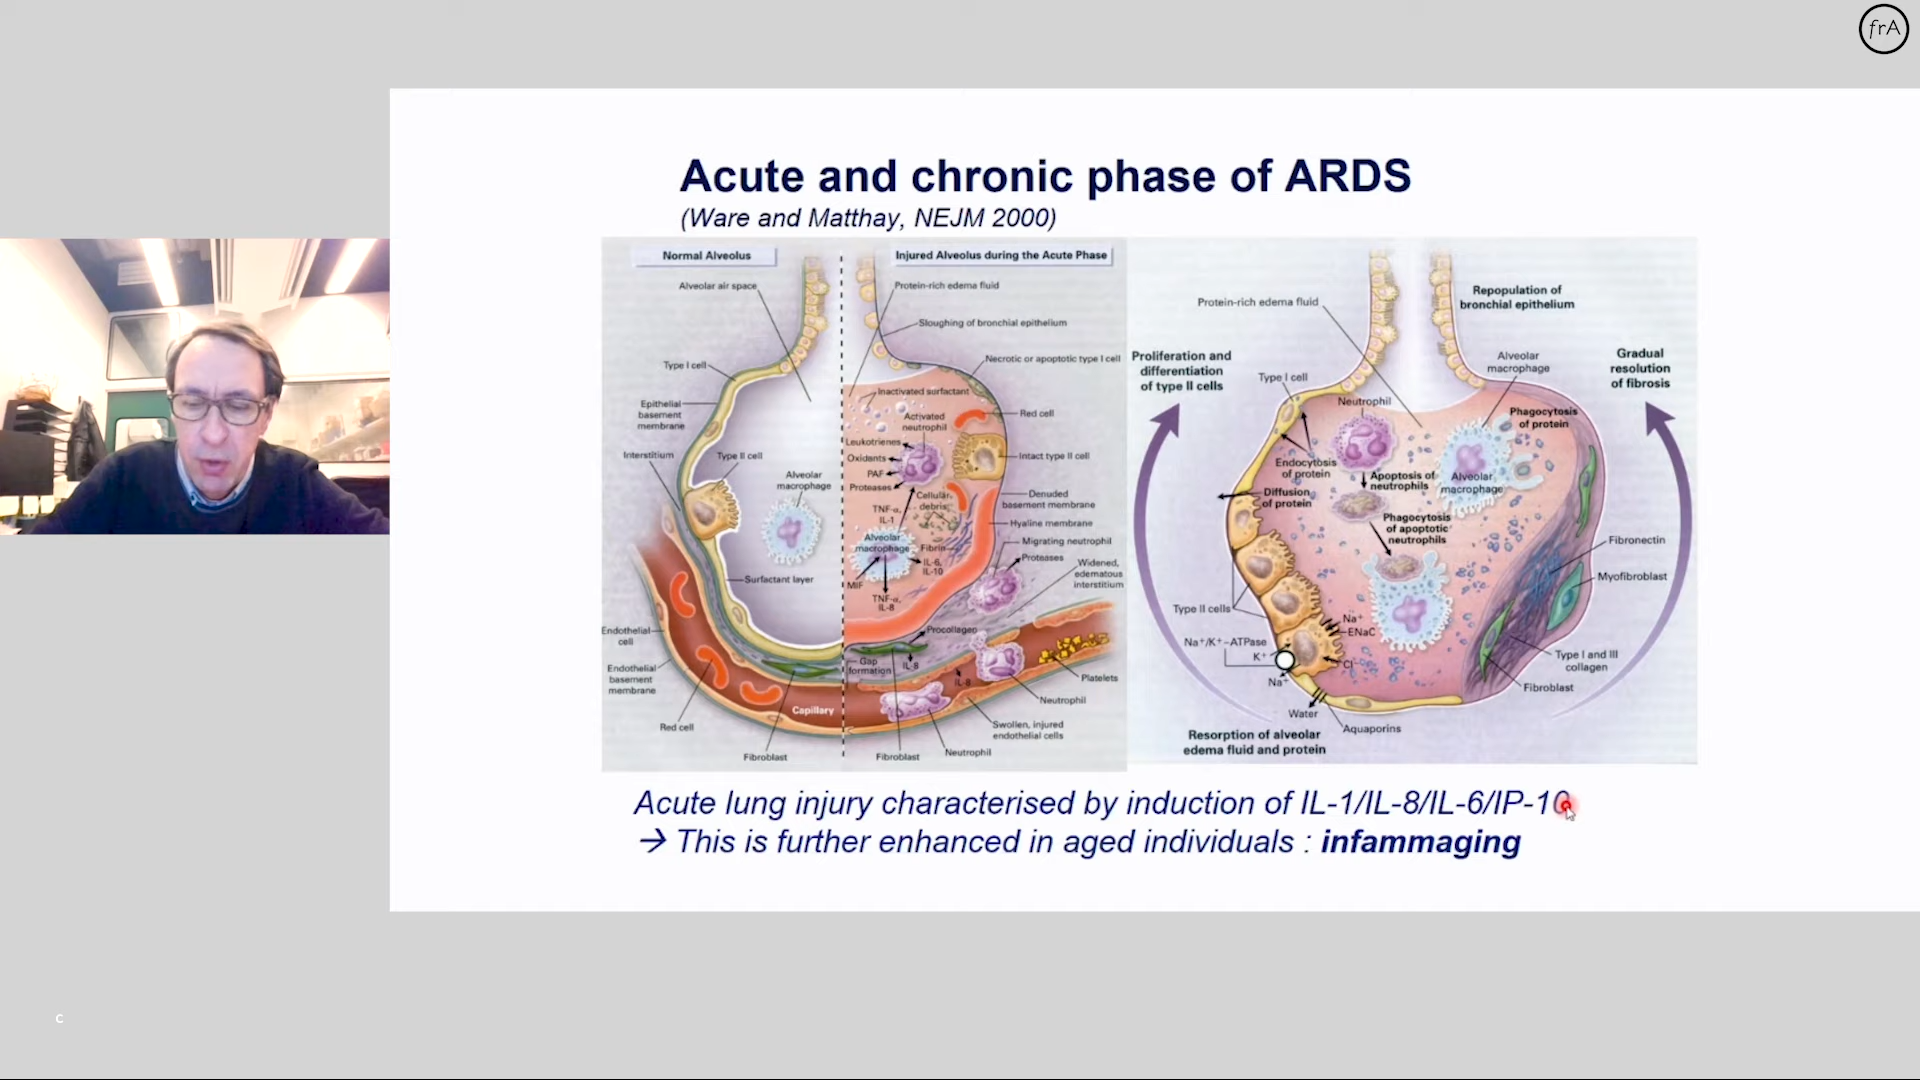 frA
Acute and chronic phase of ARDS
(Ware and Matthay, NEJM 2000)
Normal Alveolus
Alveolar air space
Type I cell
Epithelial
basement
membrane
Interstitium
Type II cell
Alveolar
macrophage
Surfactant layer
Endothelial
cell
Endothelial
basement
membrane
Red cell
Capillary
Fibroblast
Injured Alveolus during the Acute Phase
Protein-rich edema fluid
Sloughing of bronchial epithelium
Necrotic or apoptotic type I cell
Inactivated surfactant
Red cell
Activated
neutrophil
Leukotrienes
Oxidants
PAF
Proteases
Intact type II cell
Cellular
debris
Denuded
basement membrane
TNF-α,
IL-1
Hyaline membrane
Alveolar
macrophage
Fibrin
Migrating neutrophil
Proteases
IL-6,
IL-10
Widened,
edematous
interstitium
MIF
TNF-α,
IL-8
Procollagen
Gap
formation
IL-8
IL-8
Platelets
Neutrophil
Swollen, injured
endothelial cells
Fibroblast
Neutrophil
Protein-rich edema fluid
Repopulation of
bronchial epithelium
Proliferation and
differentiation
of type II cells
Type I cell
Alveolar
macrophage
Gradual
resolution
of fibrosis
Neutrophil
Phagocytosis
of protein
Endocytosis
of protein
Apoptosis of
neutrophils
Alveolar
macrophage
Diffusion
of protein
Phagocytosis
of apoptotic
neutrophils
Fibronectin
Myofibroblast
Type II cells
Na⁺
ENaC
Na⁺/K⁺–ATPase
K⁺
Cl⁻
Na⁺
Type I and III
collagen
Fibroblast
Water
Aquaporins
Resorption of alveolar
edema fluid and protein
Acute lung injury characterised by induction of IL-1/IL-8/IL-6/IP-10
→ This is further enhanced in aged individuals : infammaging
c